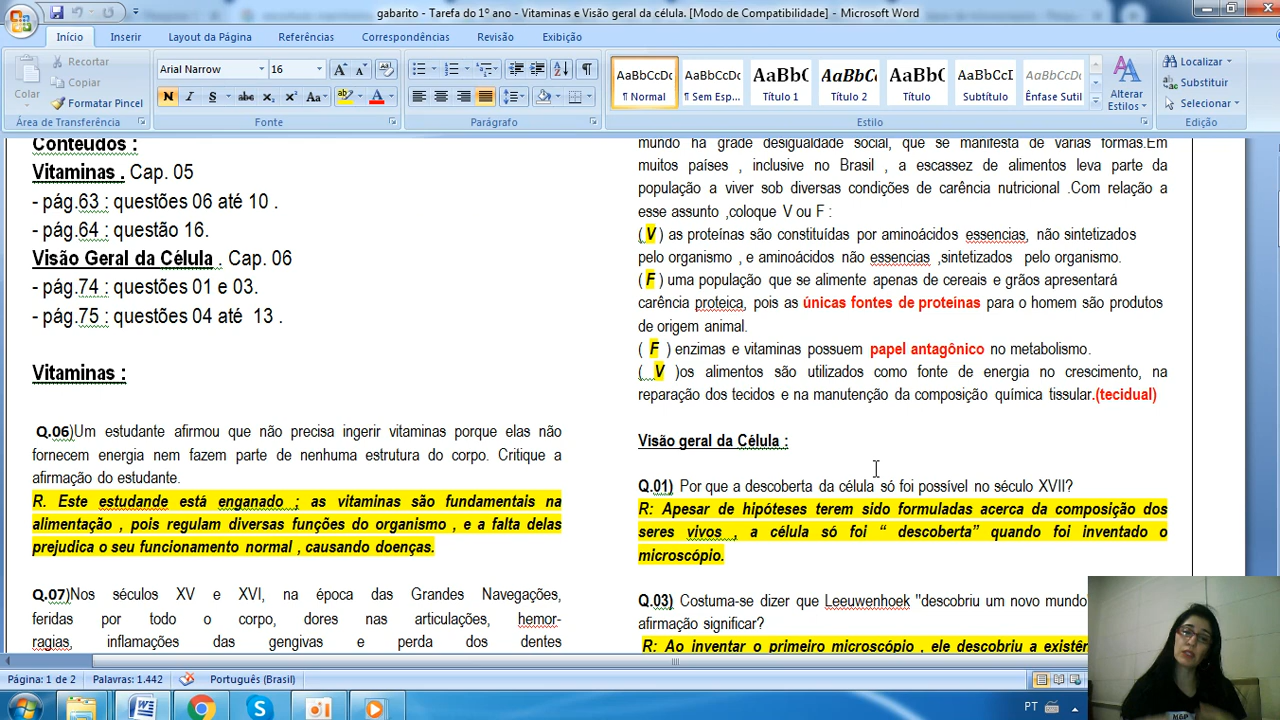 gabarito - Tarefa do 1º ano - Vitaminas e Visão geral da célula. [Modo de Compatibilidade] - Microsoft Word
Início Inserir Layout da Página Referências Correspondências Revisão Exibição
Colar
Recortar
Copiar
Formatar Pincel
Área de Transferência
Arial Narrow 16
N I S abc X₂ X² Aa
Fonte
Parágrafo
AaBbCcDc AaBbCcDc AaBbC AaBbCc AaBbCc AaBbCcI AaBbCcDc
¶ Normal ¶ Sem Esp... Título 1 Título 2 Título Subtítulo Ênfase Sutil
Alterar Estilos
Estilo
Localizar
Substituir
Selecionar
Edição
Conteúdos :
Vitaminas . Cap. 05
- pág.63 : questões 06 até 10 .
- pág.64 : questão 16.
Visão Geral da Célula . Cap. 06
- pág.74 : questões 01 e 03.
- pág.75 : questões 04 até 13 .
Vitaminas :
Q.06)Um estudante afirmou que não precisa ingerir vitaminas porque elas não
fornecem energia nem fazem parte de nenhuma estrutura do corpo. Critique a
afirmação do estudante.
R. Este estudande está enganado ; as vitaminas são fundamentais na
alimentação , pois regulam diversas funções do organismo , e a falta delas
prejudica o seu funcionamento normal , causando doenças.
Q.07)Nos séculos XV e XVI, na época das Grandes Navegações,
feridas por todo o corpo, dores nas articulações, hemor-
ragias, inflamações das gengivas e perda dos dentes
mundo há grade desigualdade social, que se manifesta de várias formas.Em
muitos países , inclusive no Brasil , a escassez de alimentos leva parte da
população a viver sob diversas condições de carência nutricional .Com relação a
esse assunto ,coloque V ou F :
( V ) as proteínas são constituídas por aminoácidos essencias, não sintetizados
pelo organismo , e aminoácidos não essencias ,sintetizados pelo organismo.
( F ) uma população que se alimente apenas de cereais e grãos apresentará
carência proteica, pois as únicas fontes de proteínas para o homem são produtos
de origem animal.
( F ) enzimas e vitaminas possuem papel antagônico no metabolismo.
( V )os alimentos são utilizados como fonte de energia no crescimento, na
reparação dos tecidos e na manutenção da composição química tissular.(tecidual)
Visão geral da Célula :
Q.01) Por que a descoberta da célula só foi possível no século XVII?
R: Apesar de hipóteses terem sido formuladas acerca da composição dos
seres vivos , a célula só foi “ descoberta” quando foi inventado o
microscópio.
Q.03) Costuma-se dizer que Leeuwenhoek "descobriu um novo mundo"
afirmação significar?
R: Ao inventar o primeiro microscópio , ele descobriu a
Página: 1 de 2 Palavras: 1.442 Português (Brasil)
PT